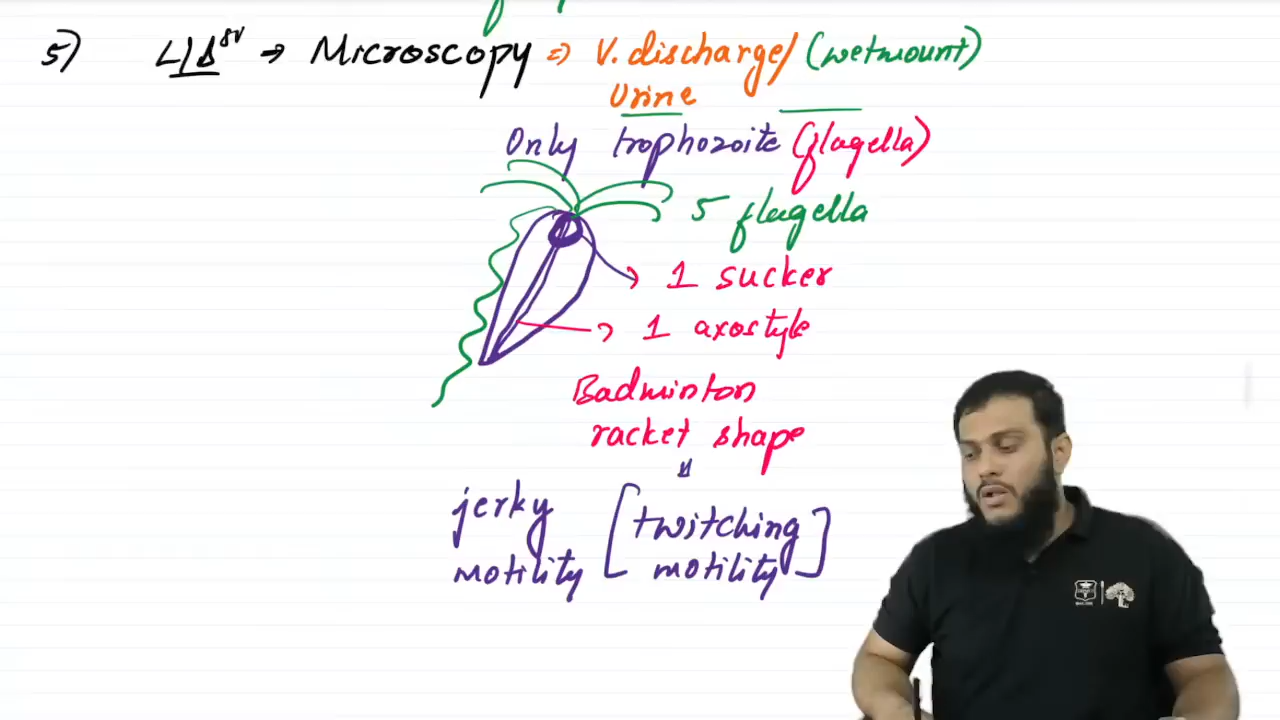 5) L/Δˢᴵˢ → Microscopy ⇒ V. discharge/ (wetmount)
Urine
Only trophozoite (flagella)
5 flagella
→ 1 sucker
→ 1 axostyle
Badminton
racket shape
jerky [twitching
motility motility]